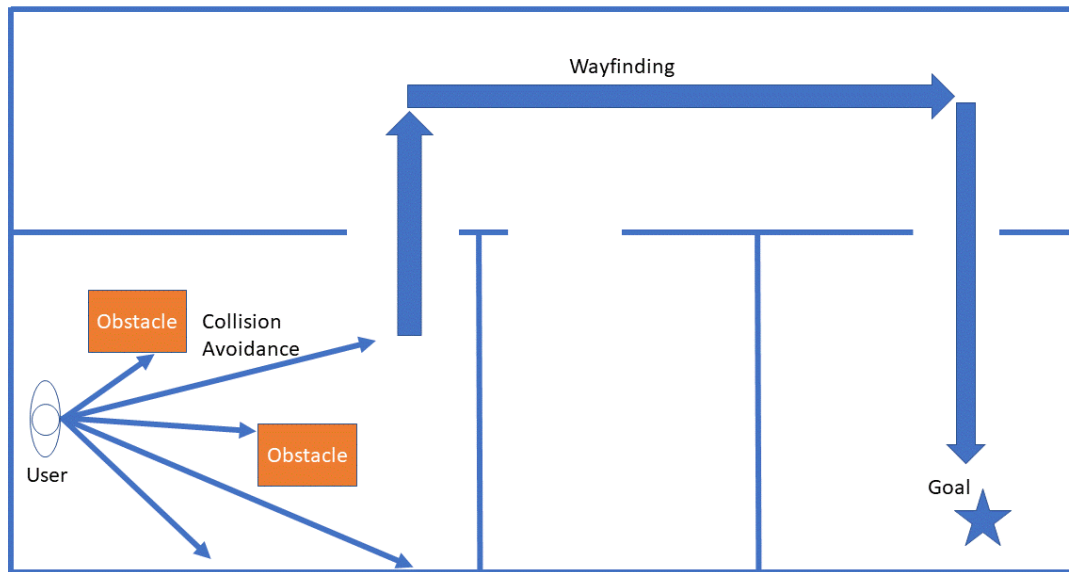 Wayfinding
Obstacle
Collision
Avoidance
Obstacle
User
Goal